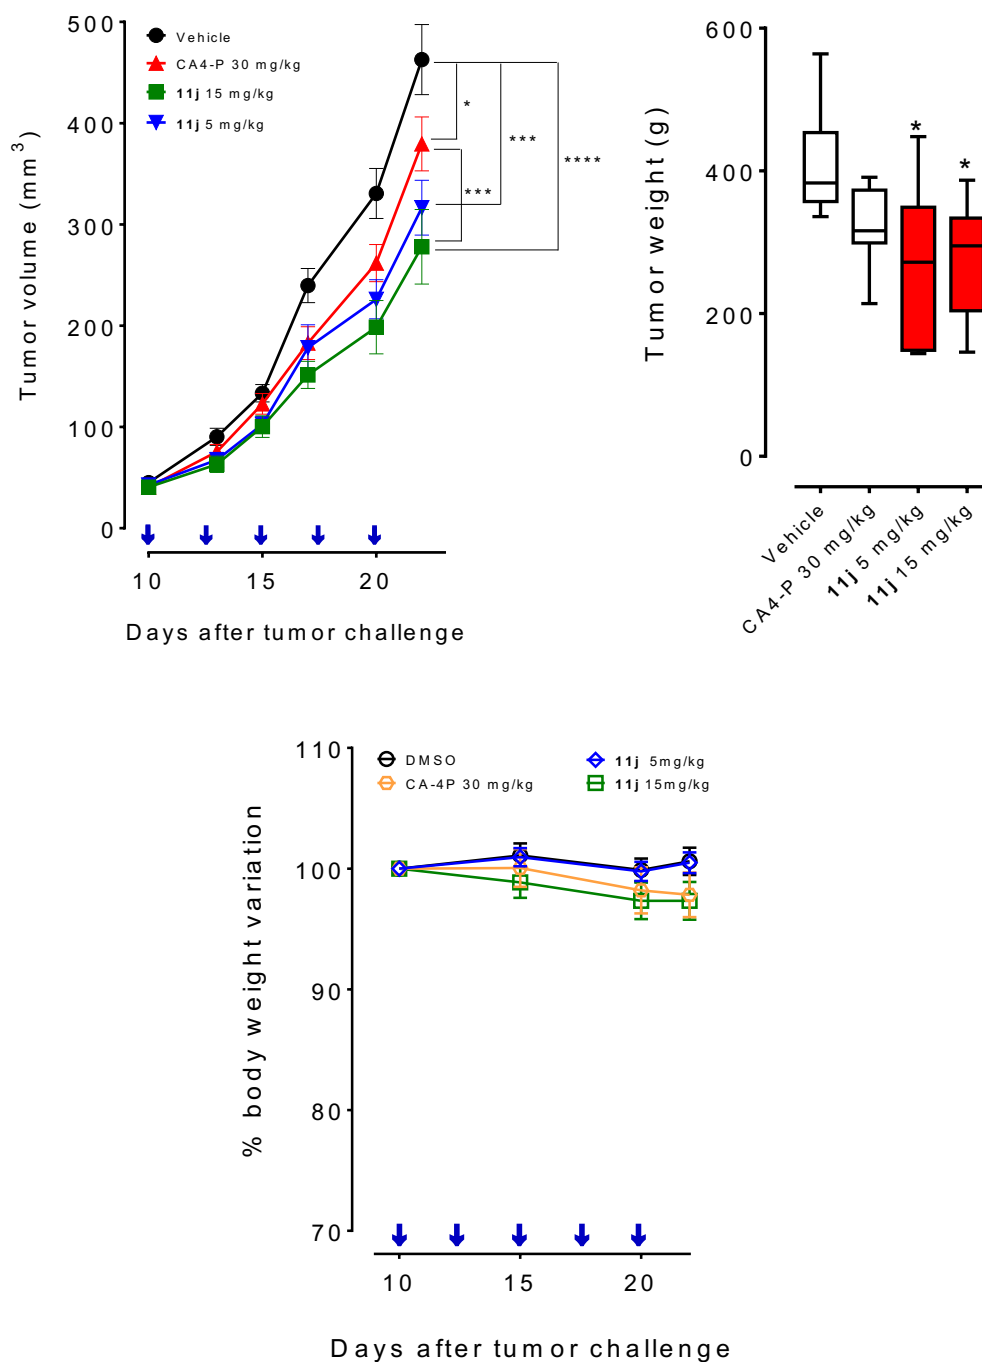 500
400
300
200
100
0
Tumor volume (mm³)
Vehicle
CA4-P 30 mg/kg
11j 15 mg/kg
11j 5 mg/kg
*
***
***
****
10 15 20
Days after tumor challenge
600
400
200
0
Tumor weight (g)
*
*
Vehicle
CA4-P 30 mg/kg
11j 5 mg/kg
11j 15 mg/kg
110
100
90
80
70
% body weight variation
DMSO
CA-4P 30 mg/kg
11j 5mg/kg
11j 15mg/kg
10 15 20
Days after tumor challenge